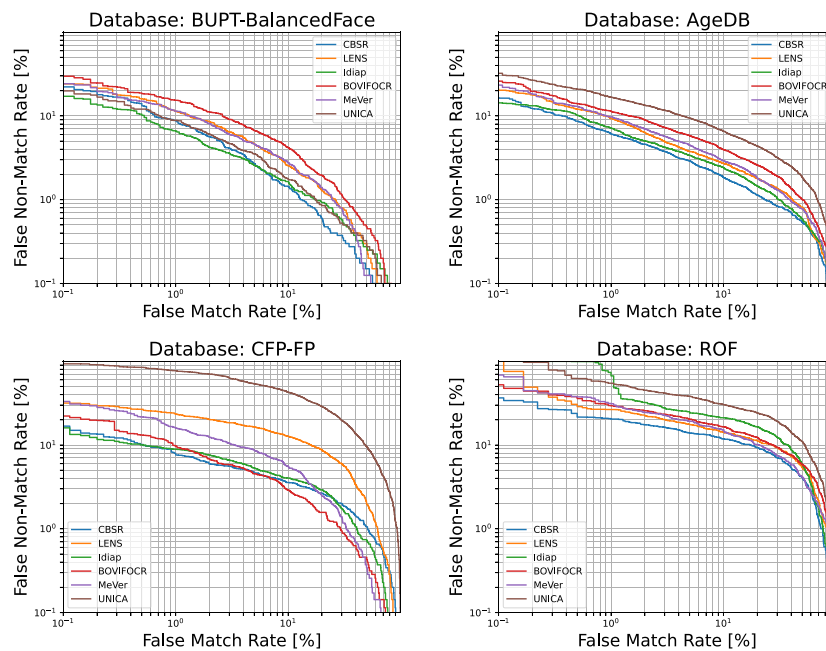 Database: BUPT-BalancedFace
False Non-Match Rate [%]
10¹
10⁰
10⁻¹
CBSR
LENS
Idiap
BOVIFOCR
MeVer
UNICA
10⁻¹ 10⁰ 10¹
False Match Rate [%]
Database: AgeDB
False Non-Match Rate [%]
10¹
10⁰
10⁻¹
CBSR
LENS
Idiap
BOVIFOCR
MeVer
UNICA
10⁻¹ 10⁰ 10¹
False Match Rate [%]
Database: CFP-FP
False Non-Match Rate [%]
10¹
10⁰
10⁻¹
CBSR
LENS
Idiap
BOVIFOCR
MeVer
UNICA
10⁻¹ 10⁰ 10¹
False Match Rate [%]
Database: ROF
False Non-Match Rate [%]
10¹
10⁰
10⁻¹
CBSR
LENS
Idiap
BOVIFOCR
MeVer
UNICA
10⁻¹ 10⁰ 10¹
False Match Rate [%]